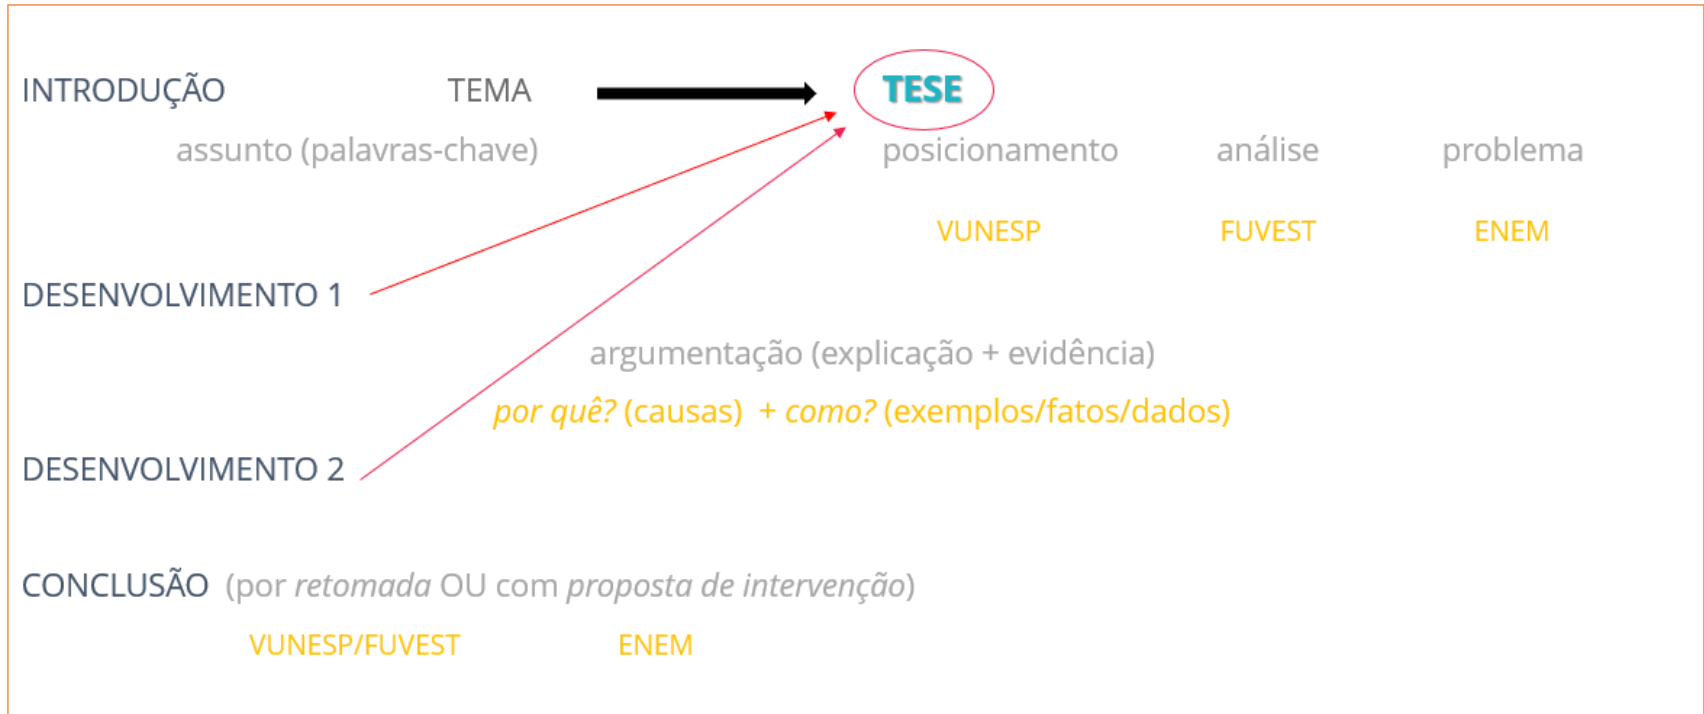 INTRODUÇÃO TEMA TESE
assunto (palavras-chave) posicionamento análise problema
VUNESP FUVEST ENEM
DESENVOLVIMENTO 1
argumentação (explicação + evidência)
por quê? (causas) + como? (exemplos/fatos/dados)
DESENVOLVIMENTO 2
CONCLUSÃO (por retomada OU com proposta de intervenção)
VUNESP/FUVEST ENEM